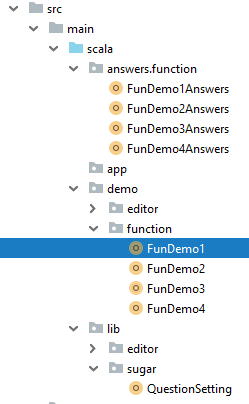 src
main
scala
answers.function
FunDemo1Answers
FunDemo2Answers
FunDemo3Answers
FunDemo4Answers
app
demo
editor
function
FunDemo1
FunDemo2
FunDemo3
FunDemo4
lib
editor
sugar
QuestionSetting